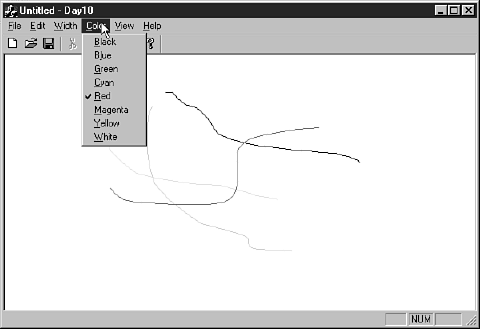 Untitled - Day10
File Edit Width Color View Help
Black
Blue
Green
Cyan
Red
Magenta
Yellow
White
NUM